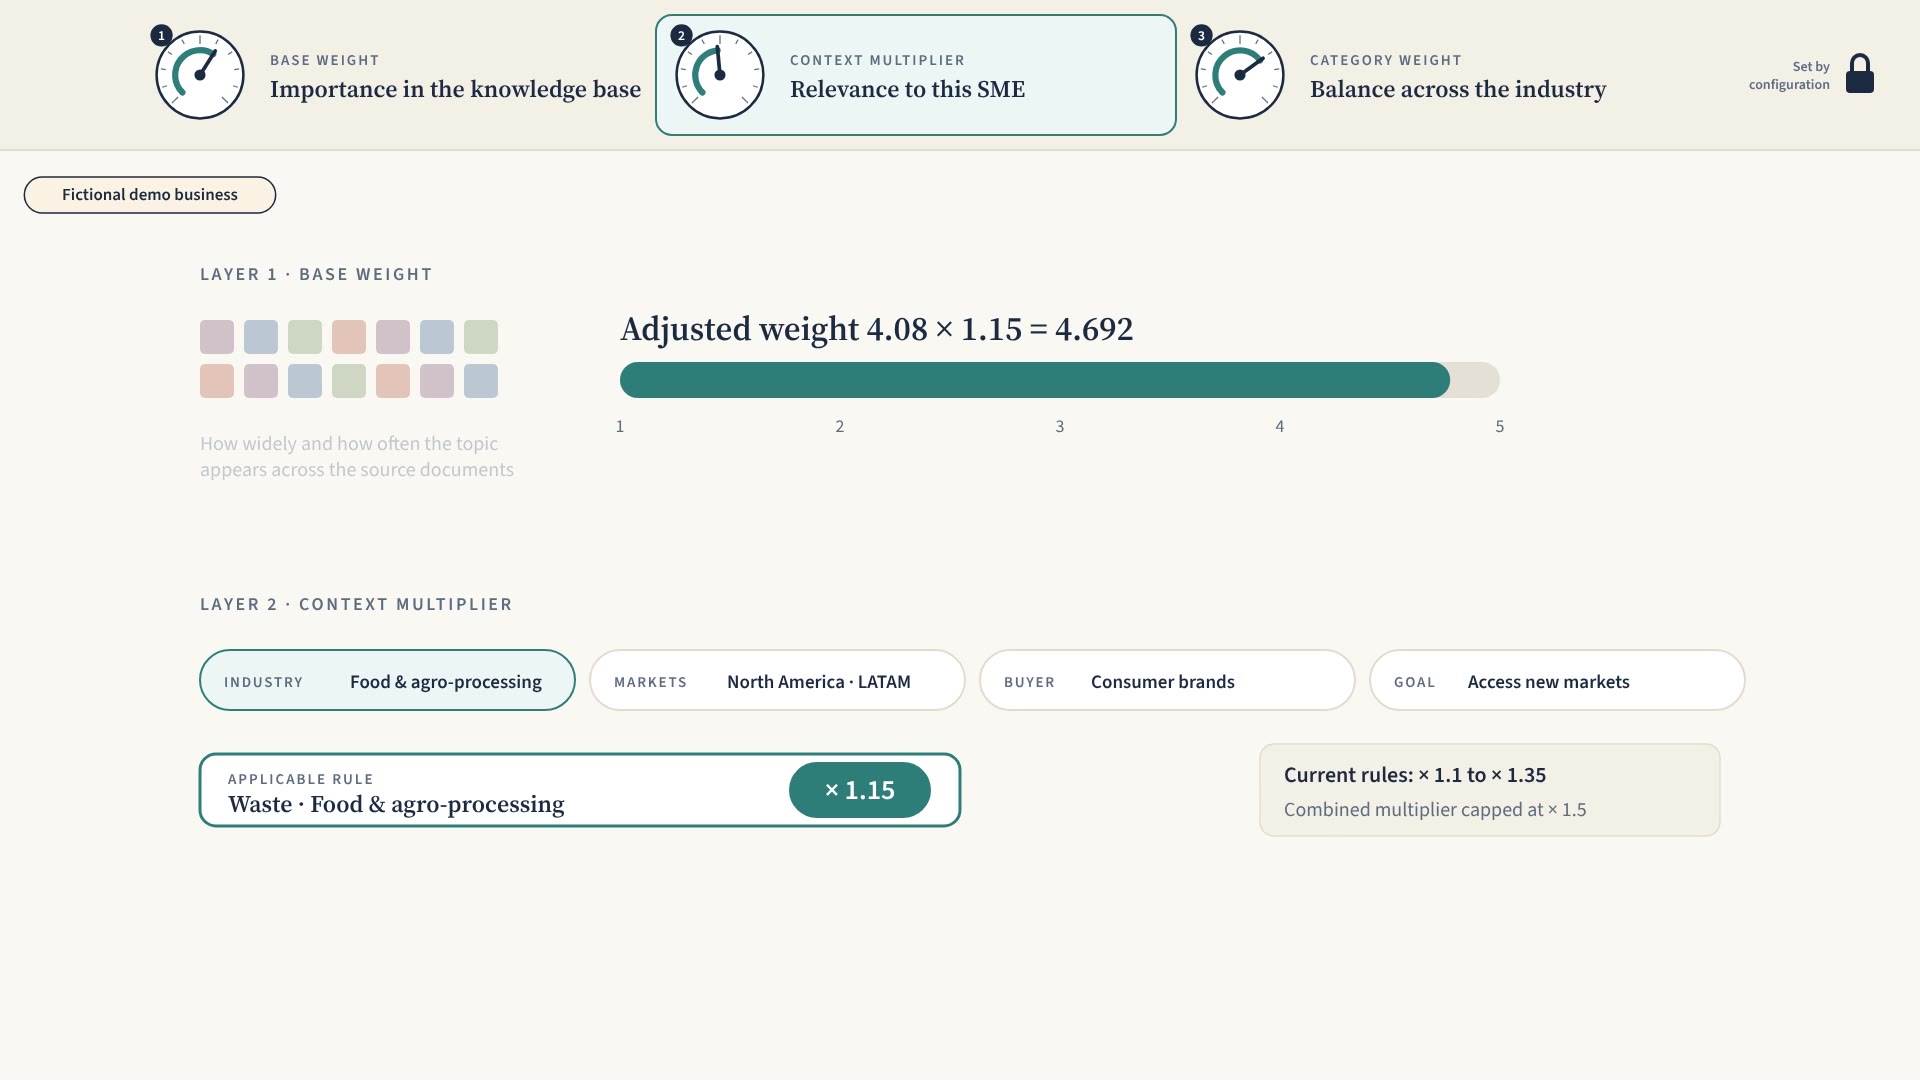 1
BASE WEIGHT
Importance in the knowledge base
2
CONTEXT MULTIPLIER
Relevance to this SME
3
CATEGORY WEIGHT
Balance across the industry
Set by
configuration
Fictional demo business
LAYER 1 · BASE WEIGHT
How widely and how often the topic
appears across the source documents
Adjusted weight 4.08 × 1.15 = 4.692
1 2 3 4 5
LAYER 2 · CONTEXT MULTIPLIER
INDUSTRY Food & agro-processing
MARKETS North America · LATAM
BUYER Consumer brands
GOAL Access new markets
APPLICABLE RULE
Waste · Food & agro-processing
× 1.15
Current rules: × 1.1 to × 1.35
Combined multiplier capped at × 1.5